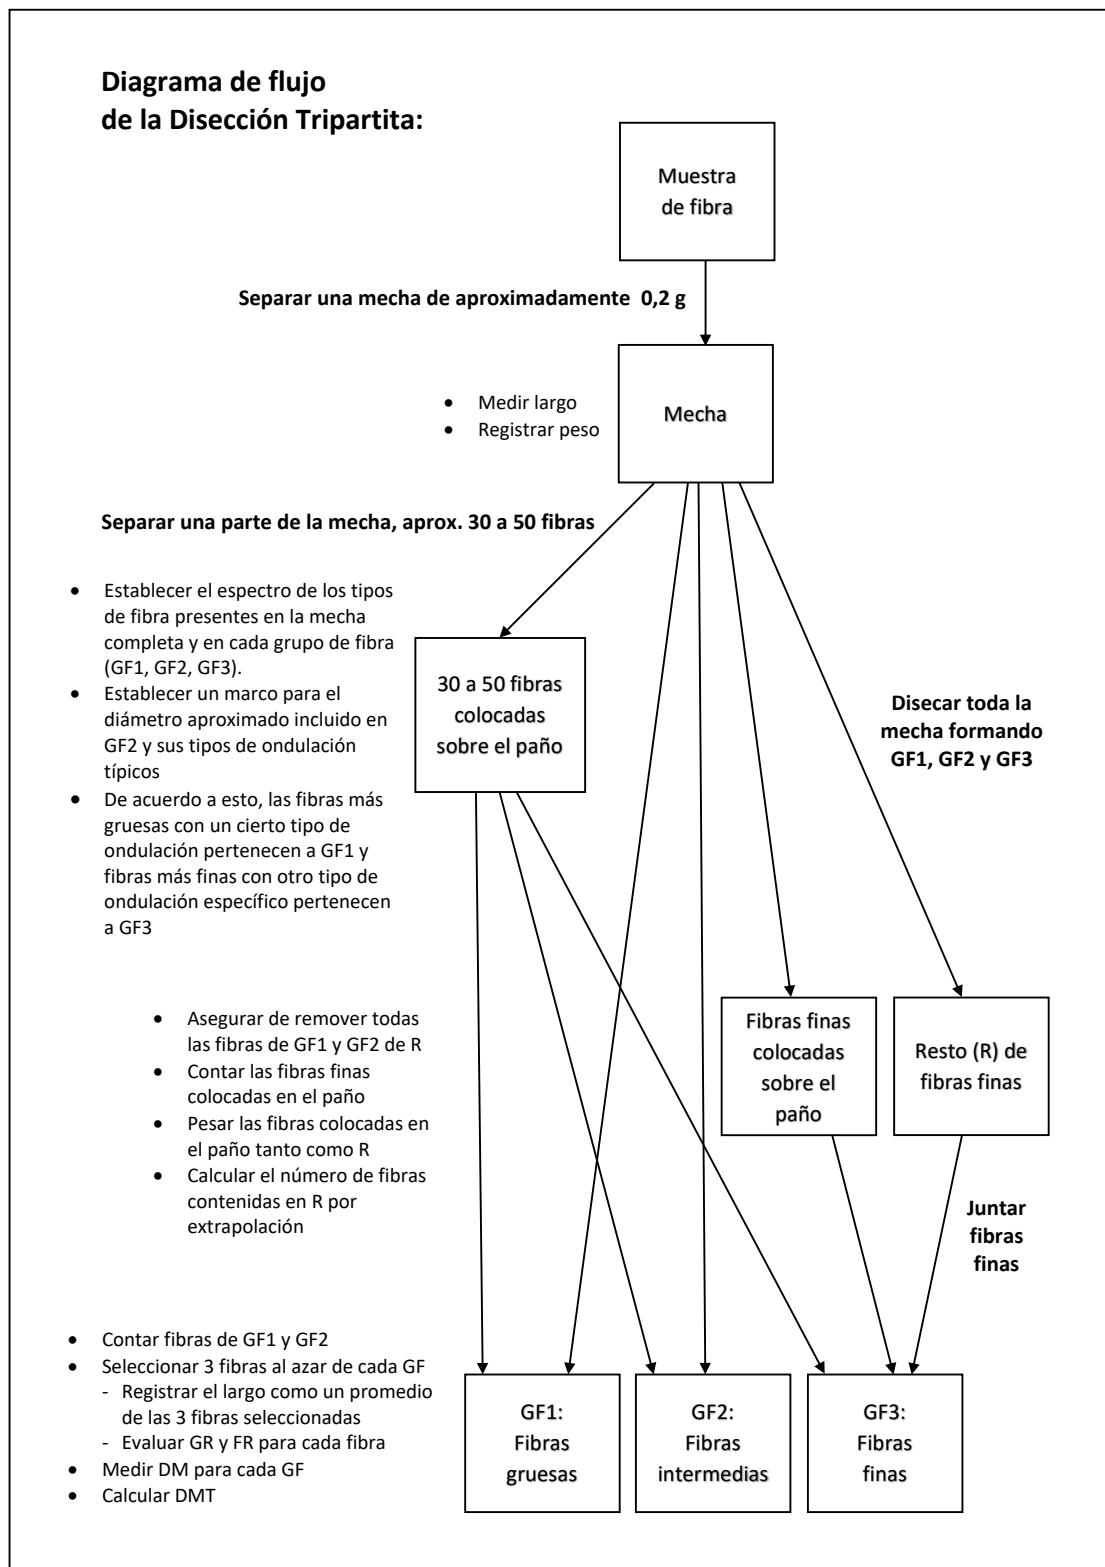 Diagrama de flujo
de la Disección Tripartita:
Muestra
de fibra
Separar una mecha de aproximadamente  0,2 g
• Medir largo
• Registrar peso
Mecha
Separar una parte de la mecha, aprox. 30 a 50 fibras
• Establecer el espectro de los tipos
de fibra presentes en la mecha
completa y en cada grupo de fibra
(GF1, GF2, GF3).
• Establecer un marco para el
diámetro aproximado incluido en
GF2 y sus tipos de ondulación
típicos
• De acuerdo a esto, las fibras más
gruesas con un cierto tipo de
ondulación pertenecen a GF1 y
fibras más finas con otro tipo de
ondulación específico pertenecen
a GF3
30 a 50 fibras
colocadas
sobre el paño
Disecar toda la
mecha formando
GF1, GF2 y GF3
• Asegurar de remover todas
las fibras de GF1 y GF2 de R
• Contar las fibras finas
colocadas en el paño
• Pesar las fibras colocadas en
el paño tanto como R
• Calcular el número de fibras
contenidas en R por
extrapolación
Fibras finas
colocadas
sobre el
paño
Resto (R) de
fibras finas
Juntar
fibras
finas
• Contar fibras de GF1 y GF2
• Seleccionar 3 fibras al azar de cada GF
- Registrar el largo como un promedio
de las 3 fibras seleccionadas
- Evaluar GR y FR para cada fibra
• Medir DM para cada GF
• Calcular DMT
GF1:
Fibras
gruesas
GF2:
Fibras
intermedias
GF3:
Fibras
finas